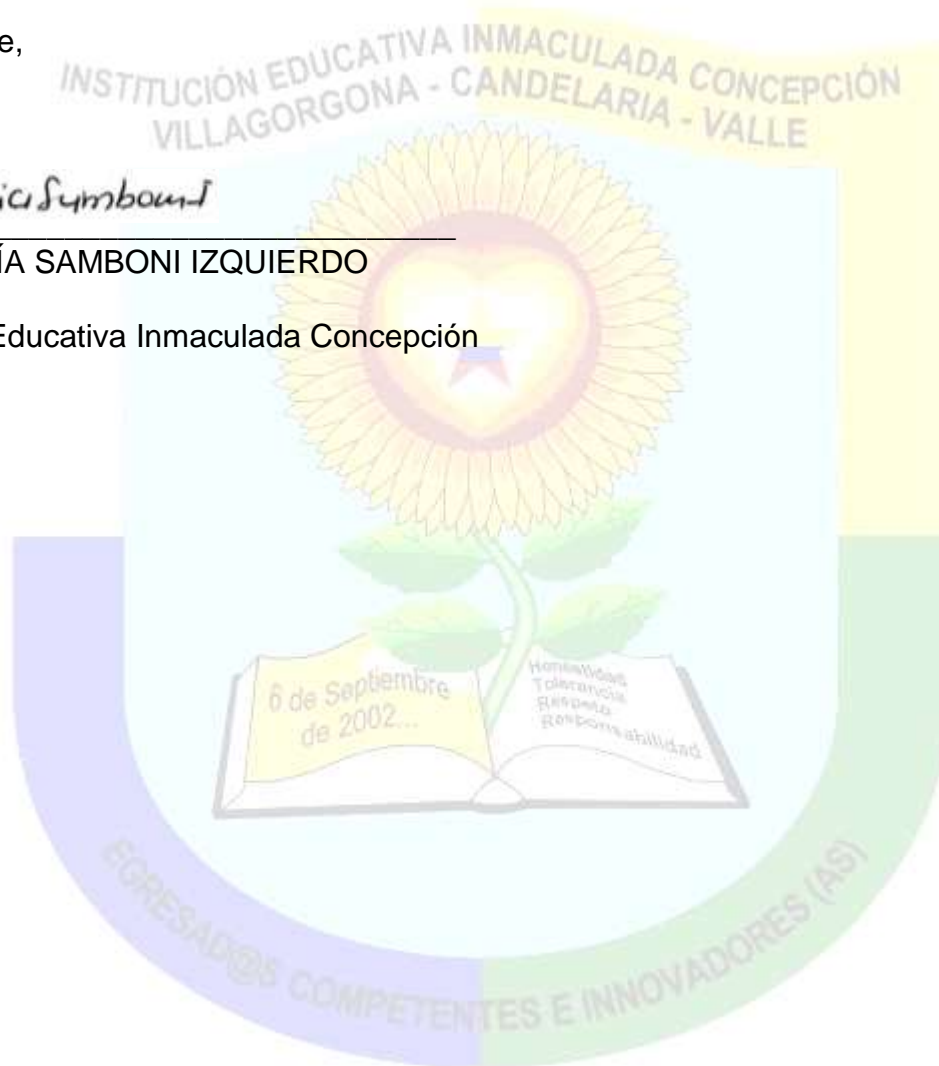 e,
INSTITUCIÓN EDUCATIVA INMACULADA CONCEPCIÓN
VILLAGORGONA - CANDELARIA - VALLE
ÍA SAMBONI IZQUIERDO
Educativa Inmaculada Concepción
6 de Septiembre
de 2002...
Honestidad
Tolerancia
Respeto
Responsabilidad
EGRESAD@S COMPETENTES E INNOVADORES (AS)